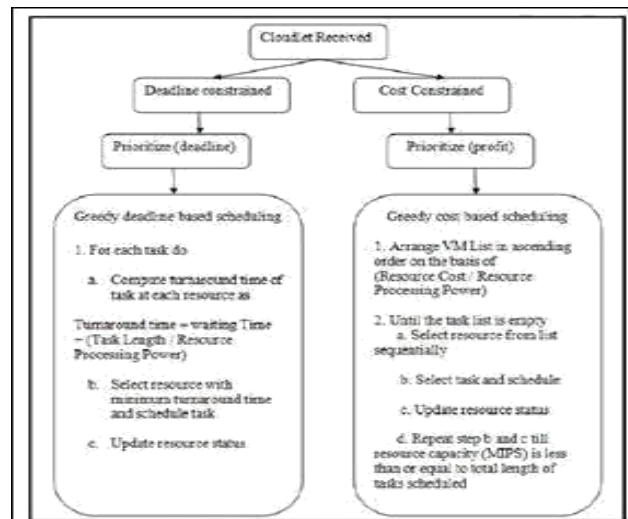 Cloudlet Received
Deadline constrained
Cost Constrained
Prioritize (deadline)
Prioritize (profit)
Greedy deadline based scheduling
1. For each task do
a. Compute turnaround time of
task at each resource as
Turnaround time = waiting Time
+ (Task Length / Resource
Processing Power)
b. Select resource with
minimum turnaround time
and schedule task
c. Update resource status
Greedy cost based scheduling
1. Arrange VM List in ascending
order on the basis of
(Resource Cost / Resource
Processing Power)
2. Until the task list is empty
a. Select resource from list
sequentially
b. Select task and schedule
c. Update resource status
d. Repeat step b and c till
resource capacity (MIPS) is less
than or equal to total length of
tasks scheduled